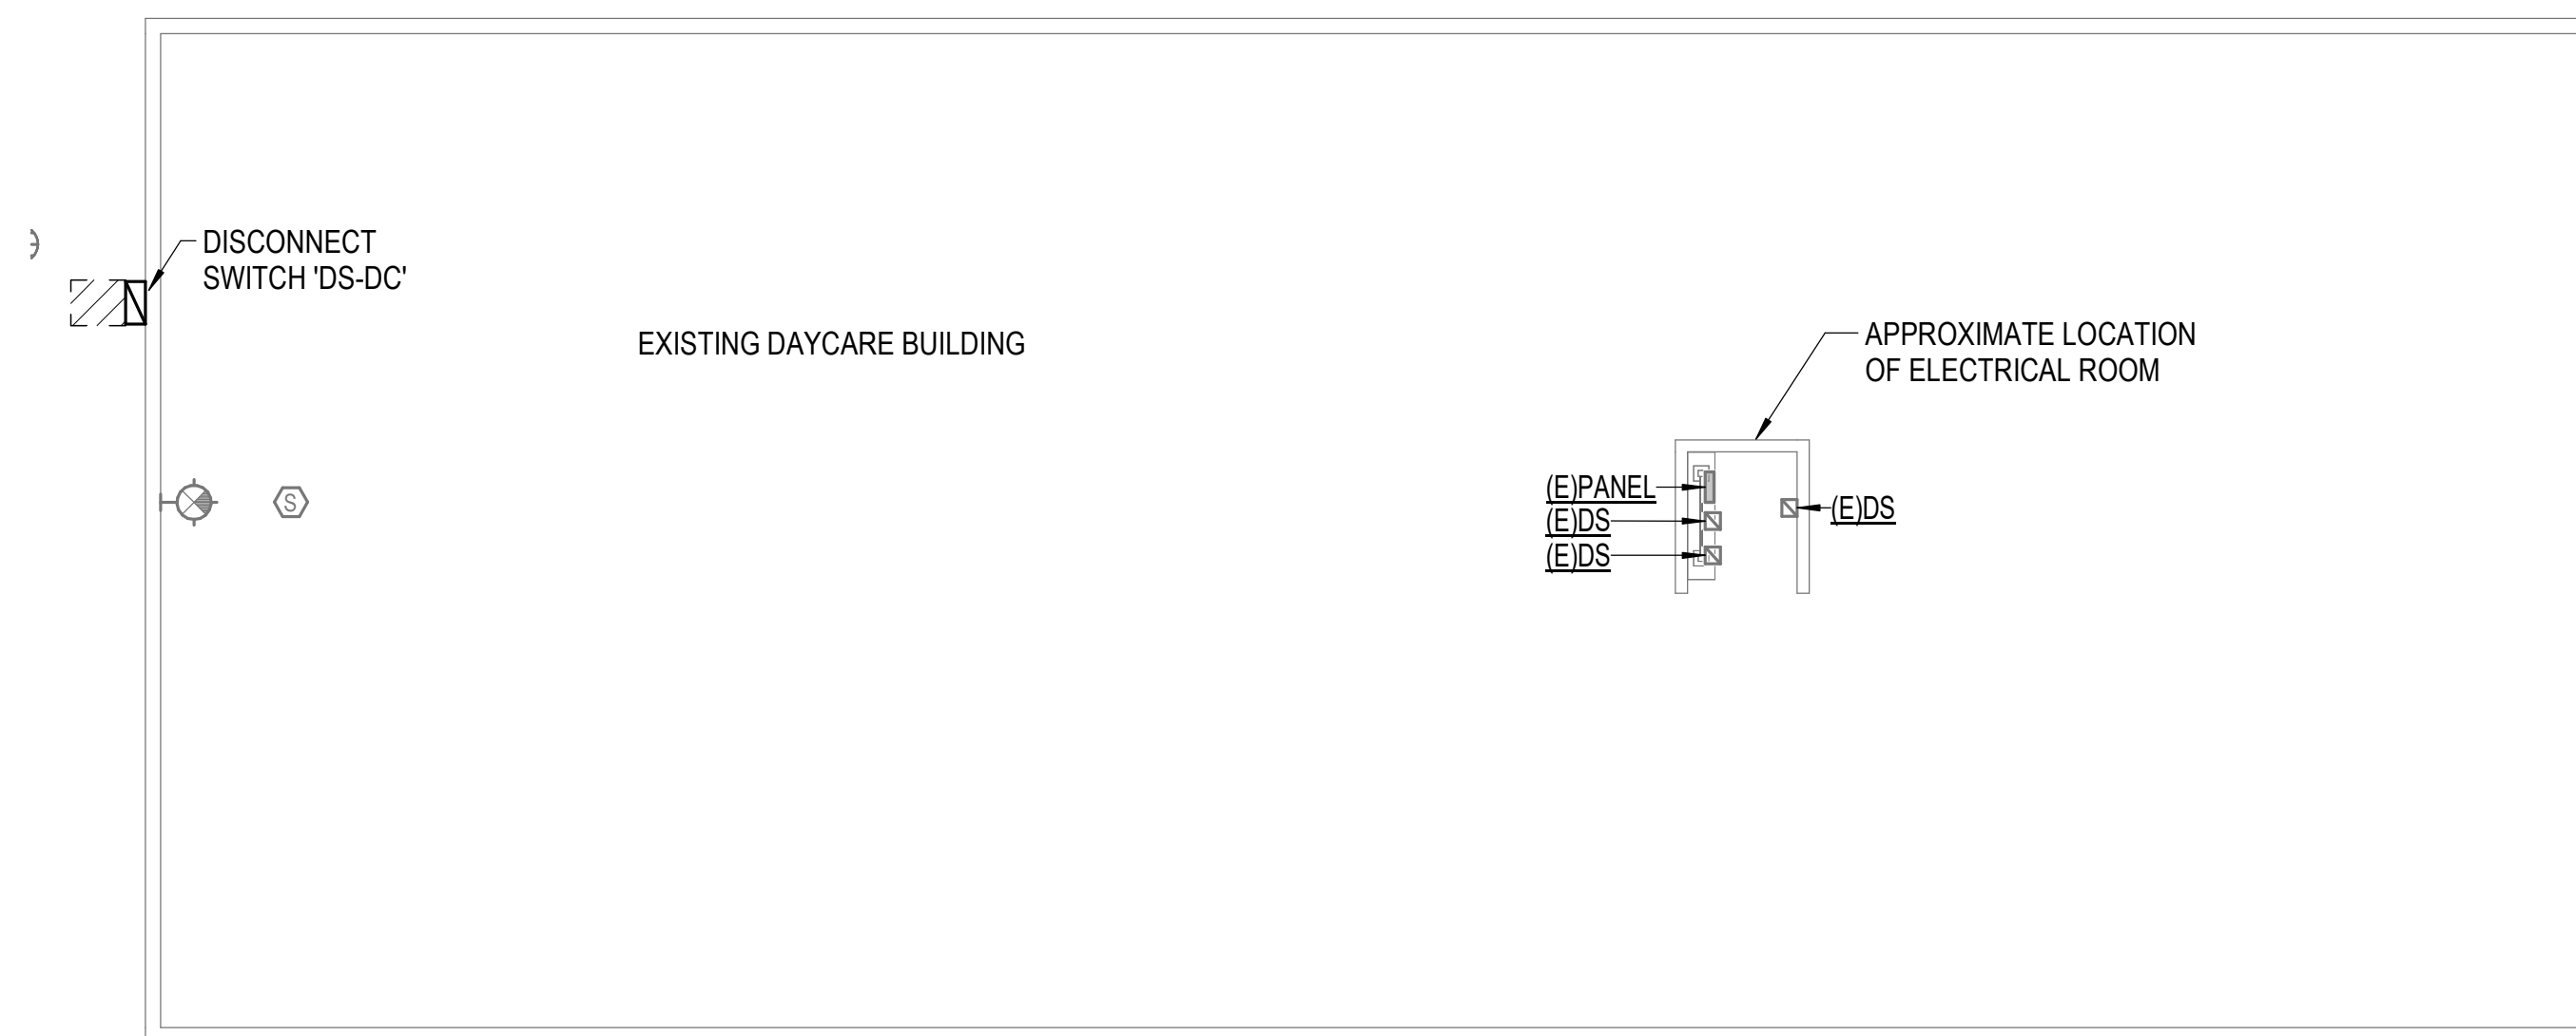 DISCONNECT
SWITCH 'DS-DC'
EXISTING DAYCARE BUILDING
APPROXIMATE LOCATION
OF ELECTRICAL ROOM
(E)PANEL
(E)DS
(E)DS
(E)DS
S